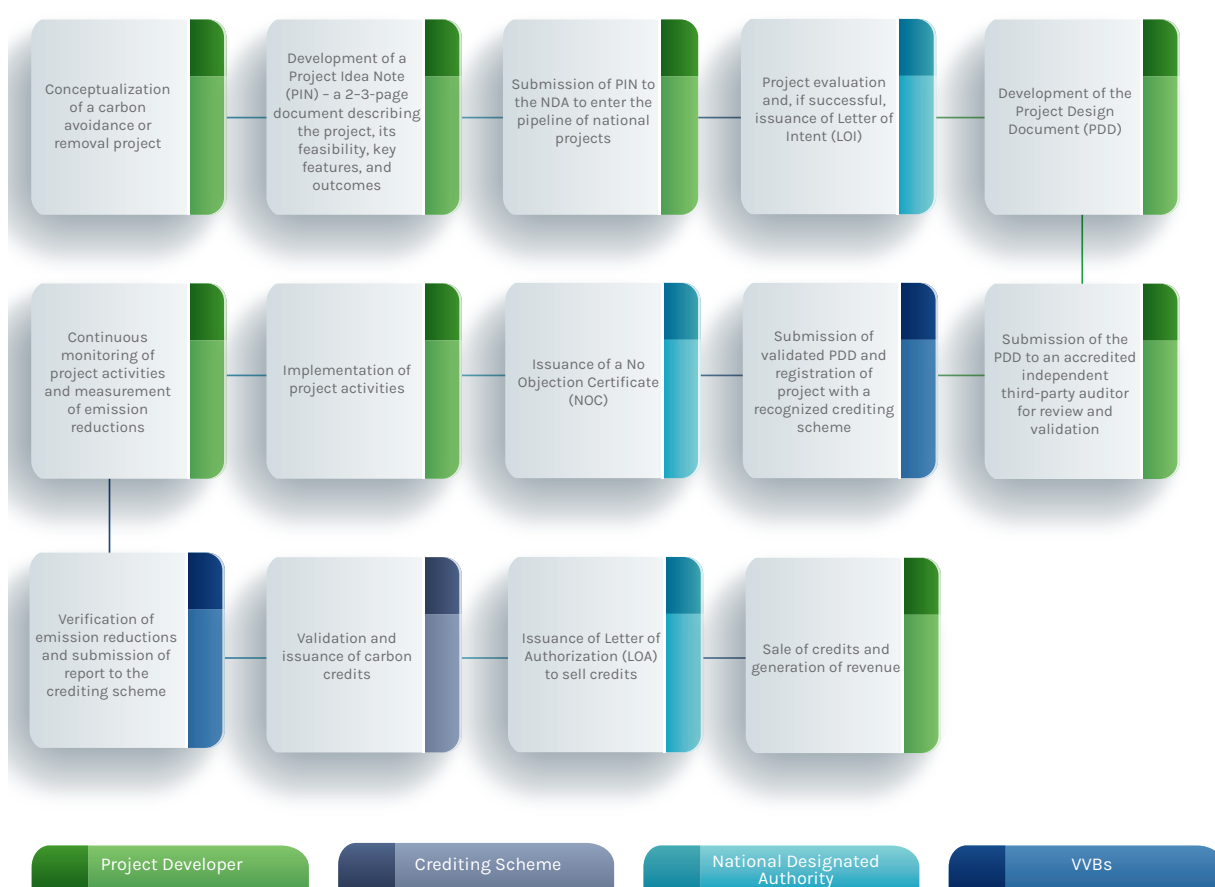 Conceptualization
of a carbon
avoidance or
removal project
Development of a
Project Idea Note
(PIN) – a 2–3-page
document describing
the project, its
feasibility, key
features, and
outcomes
Submission of PIN to
the NDA to enter the
pipeline of national
projects
Project evaluation
and, if successful,
issuance of Letter of
Intent (LOI)
Development of the
Project Design
Document (PDD)
Submission of the
PDD to an accredited
independent
third-party auditor
for review and
validation
Submission of
validated PDD and
registration of
project with a
recognized crediting
scheme
Issuance of a No
Objection Certificate
(NOC)
Implementation of
project activities
Continuous
monitoring of
project activities
and measurement
of emission
reductions
Verification of
emission reductions
and submission of
report to the
crediting scheme
Validation and
issuance of carbon
credits
Issuance of Letter of
Authorization (LOA)
to sell credits
Sale of credits and
generation of revenue
Project Developer
Crediting Scheme
National Designated
Authority
VVBs